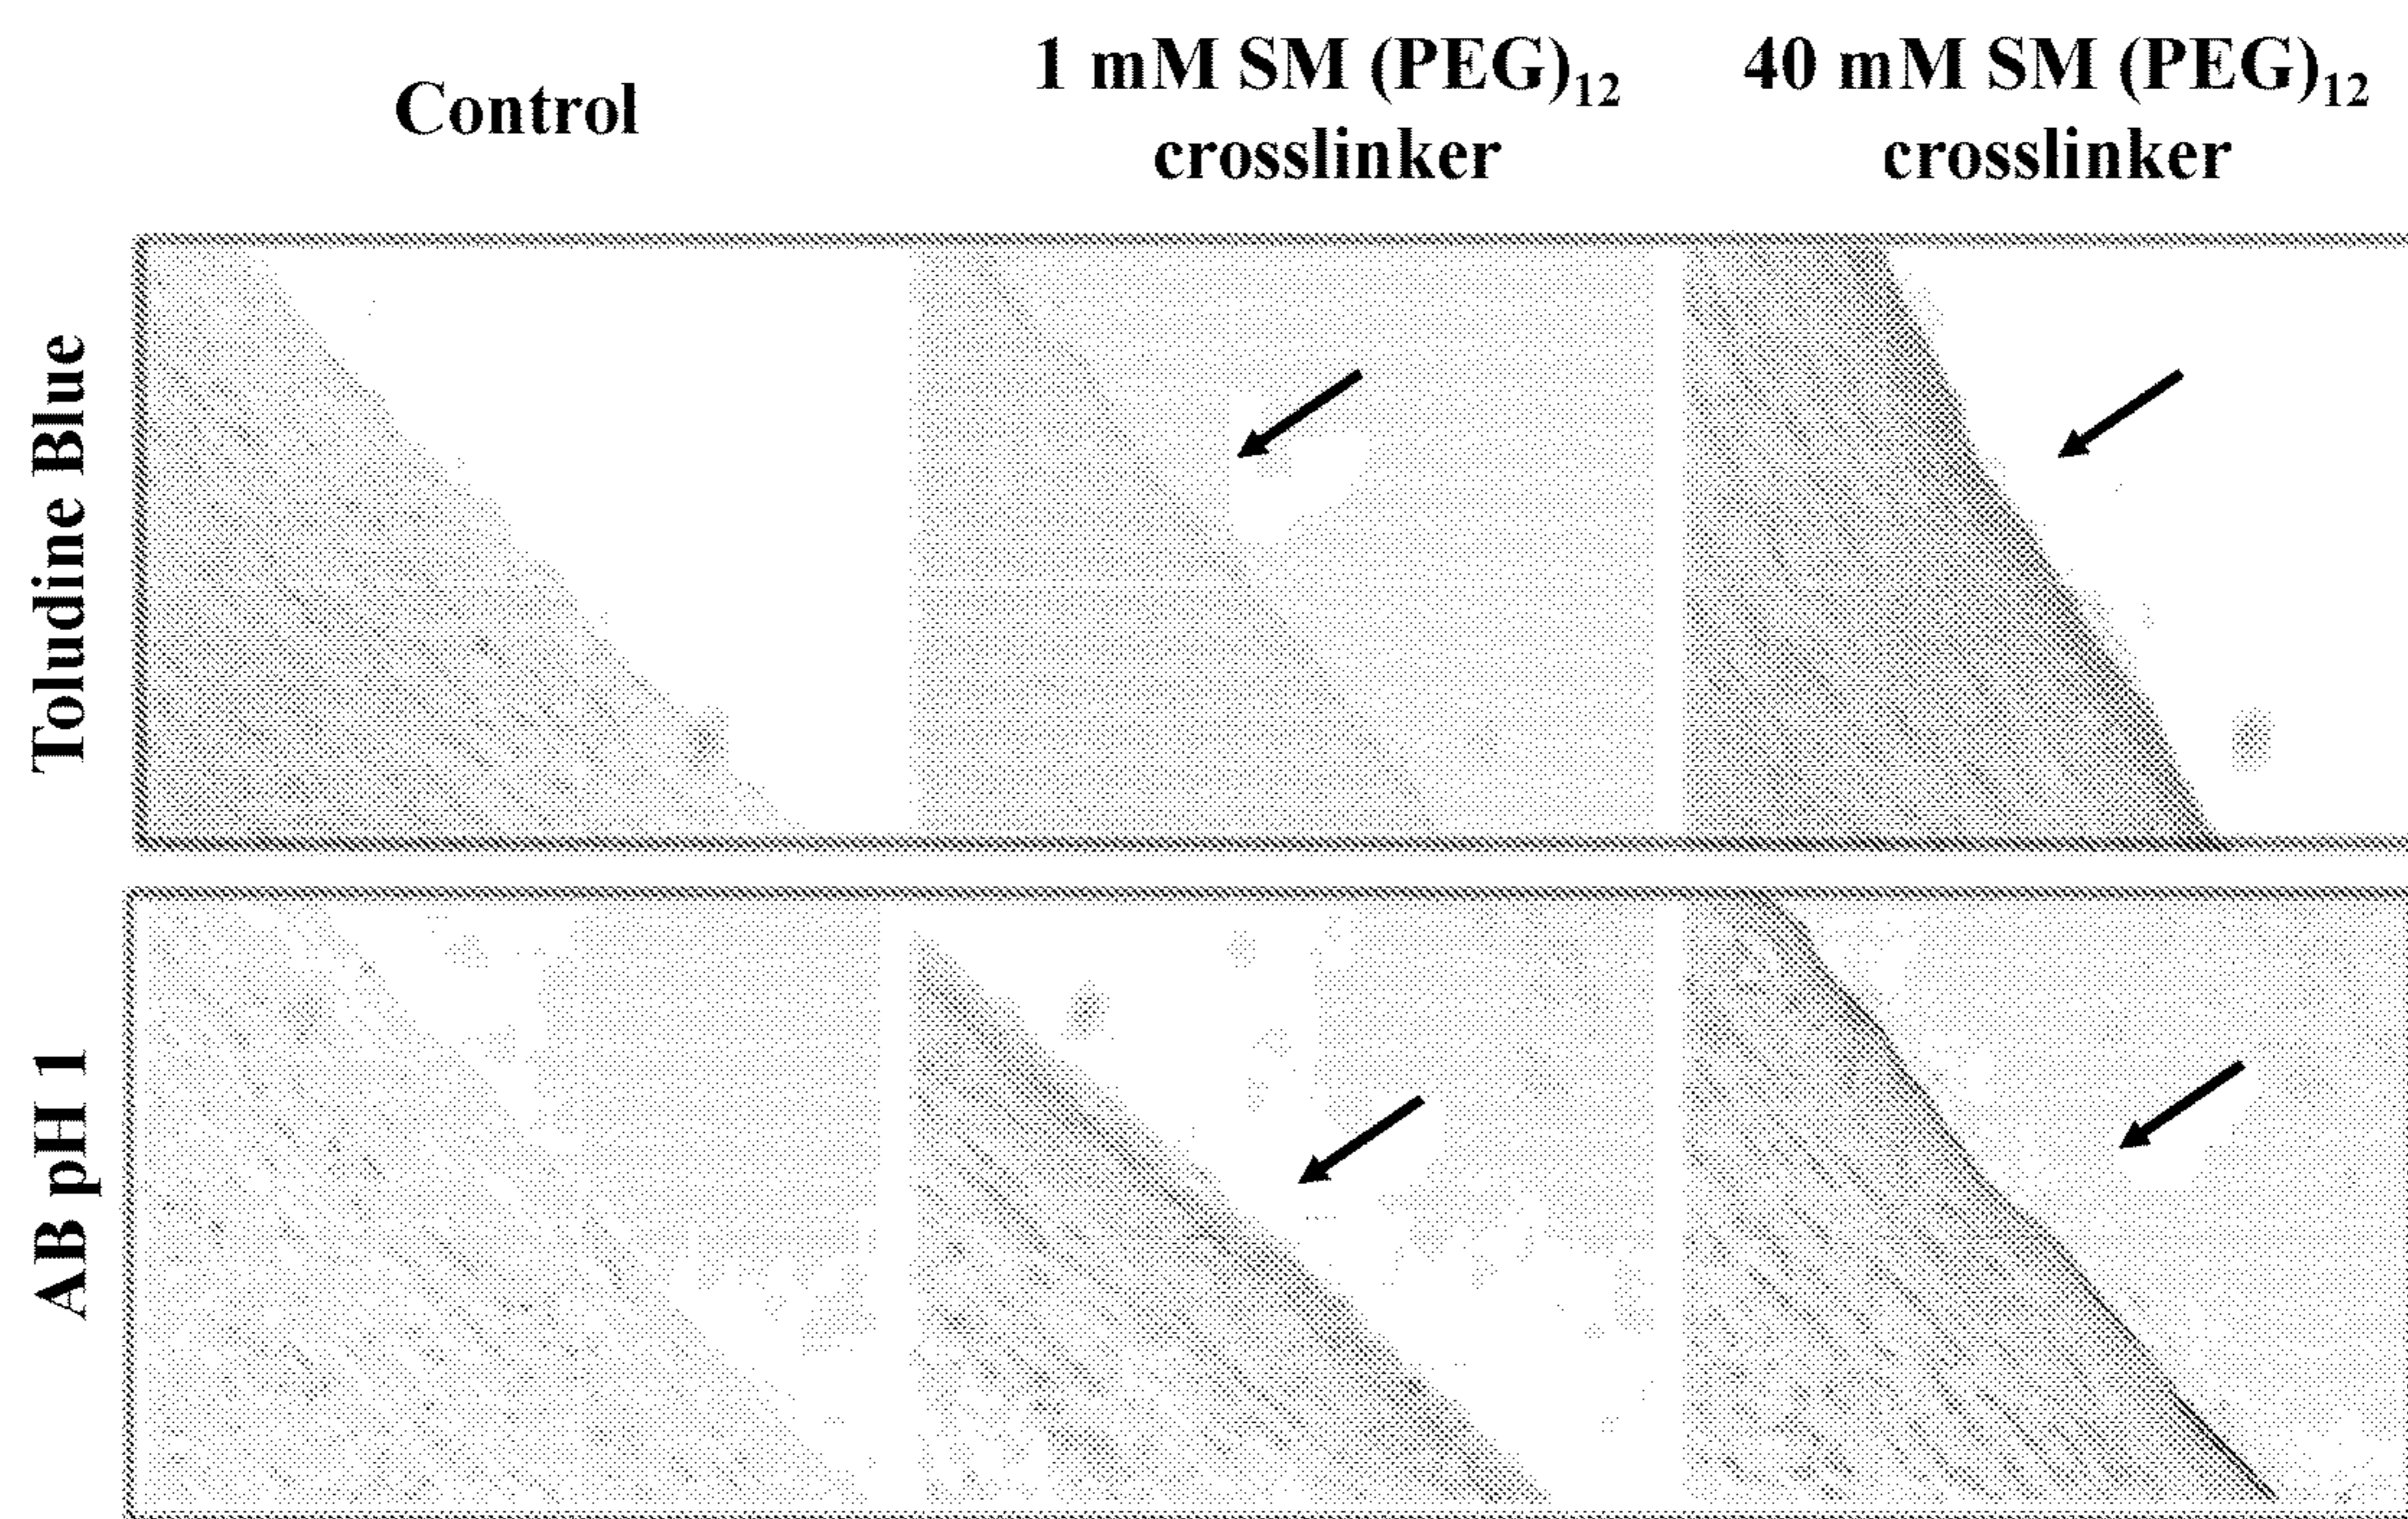 Control
1 mM SM (PEG)12
crosslinker
40 mM SM (PEG)12
crosslinker
Toludine Blue
AB pH 1